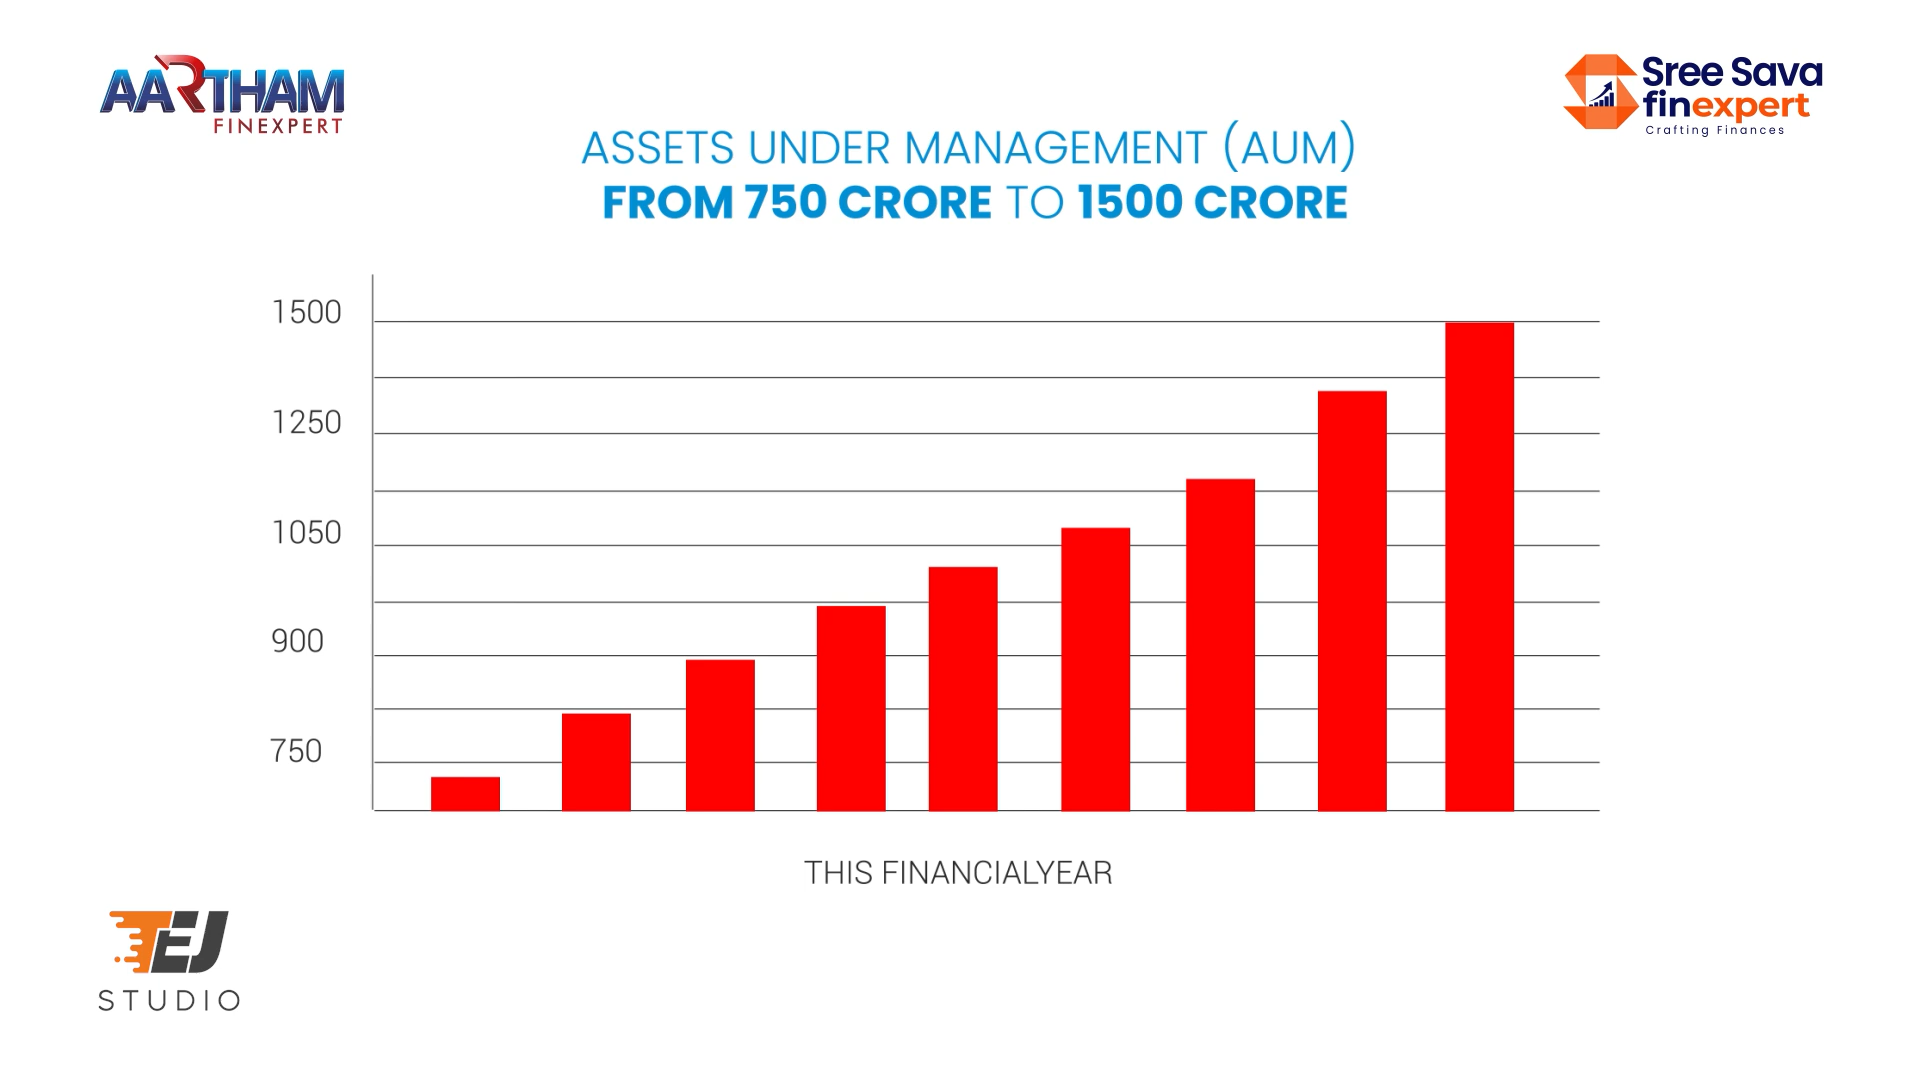 AARTHAM
FINEXPERT
Sree Sava
finexpert
Crafting Finances
ASSETS UNDER MANAGEMENT (AUM)
FROM 750 CRORE TO 1500 CRORE
1500
1250
1050
900
750
THIS FINANCIALYEAR
TEJ
STUDIO